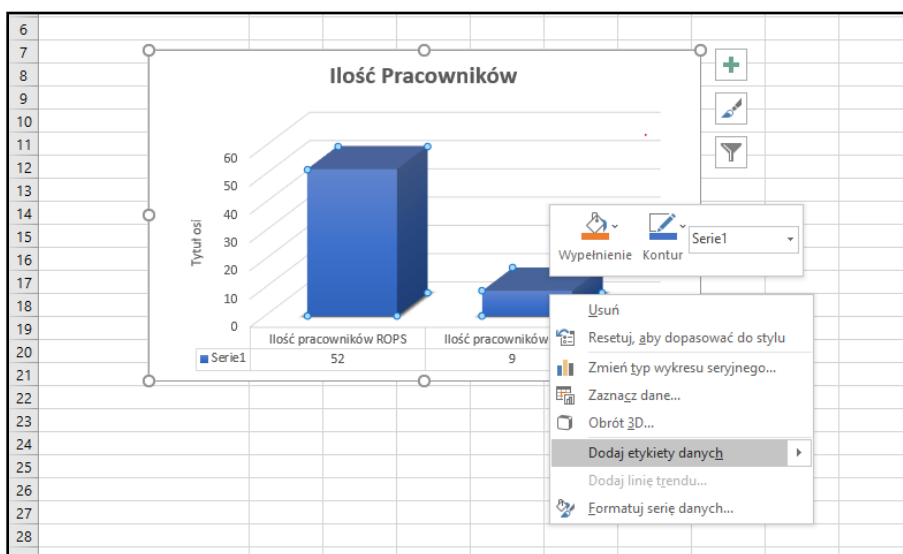 6
7
8
9
10
11
12
13
14
15
16
17
18
19
20
21
22
23
24
25
26
27
28
Ilość Pracowników
60
50
40
30
20
10
0
Tytuł osi
Ilość pracowników ROPS
Ilość pracowników
Serie1
52
9
Wypełnienie
Kontur
Serie1
Usuń
Resetuj, aby dopasować do stylu
Zmień typ wykresu seryjnego...
Zaznacz dane...
Obrót 3D...
Dodaj etykiety danych
Dodaj linię trendu...
Formatuj serię danych...